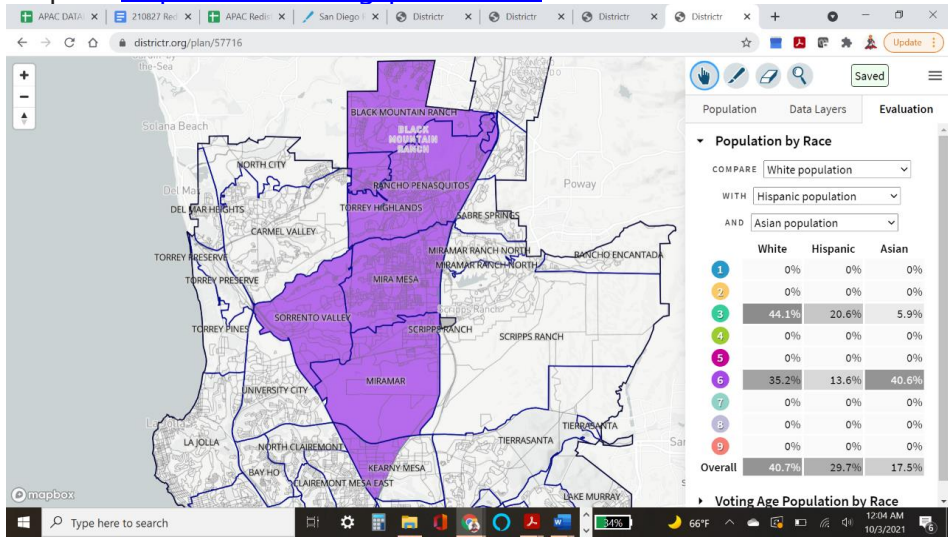 APAC DATA
210827 Red
APAC Redist
San Diego
Districtr
Districtr
Districtr
Districtr
districtr.org/plan/57716
Update
Saved
Population
Data Layers
Evaluation
Population by Race
COMPARE White population
WITH Hispanic population
AND Asian population
White Hispanic Asian
1 0% 0% 0%
2 0% 0% 0%
3 44.1% 20.6% 5.9%
4 0% 0% 0%
5 0% 0% 0%
6 35.2% 13.6% 40.6%
7 0% 0% 0%
8 0% 0% 0%
9 0% 0% 0%
Overall 40.7% 29.7% 17.5%
Voting Age Population by Race
the-Sea
Solana Beach
BLACK MOUNTAIN RANCH
BLACK
MOUNTAIN
RANCH
NORTH CITY
Poway
RANCHO PENASQUITOS
Del Mar
DEL MAR HEIGHTS
TORREY HIGHLANDS
SABRE SPRINGS
CARMEL VALLEY
MIRAMAR RANCH NORTH
RANCHO ENCANTADA
TORREY PRESERVE
MIRAMAR RANCH NORTH
TORREY PRESERVE
MIRA MESA
Scripps Ranch
SORRENTO VALLEY
TORREY PINES
SCRIPPS RANCH
SCRIPPS RANCH
MIRAMAR
UNIVERSITY CITY
La Jolla
TIERRASANTA
LA JOLLA
NORTH CLAIREMONT
TIERRASANTA
San
BAY HO
KEARNY MESA
CLAIREMONT MESA EAST
LAKE MURRAY
mapbox
Type here to search
34%
66°F
12:04 AM
10/3/2021
6